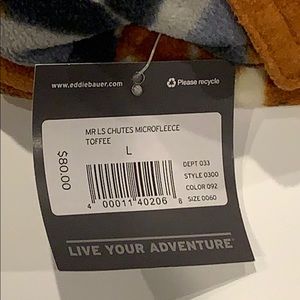 www.eddiebauer.com
Please recycle
MR LS CHUTES MICROFLEECE
TOFFEE
L
$80.00
DEPT 033
STYLE 0300
COLOR 092
SIZE 0060
4 00011 40206 8
LIVE YOUR ADVENTURE